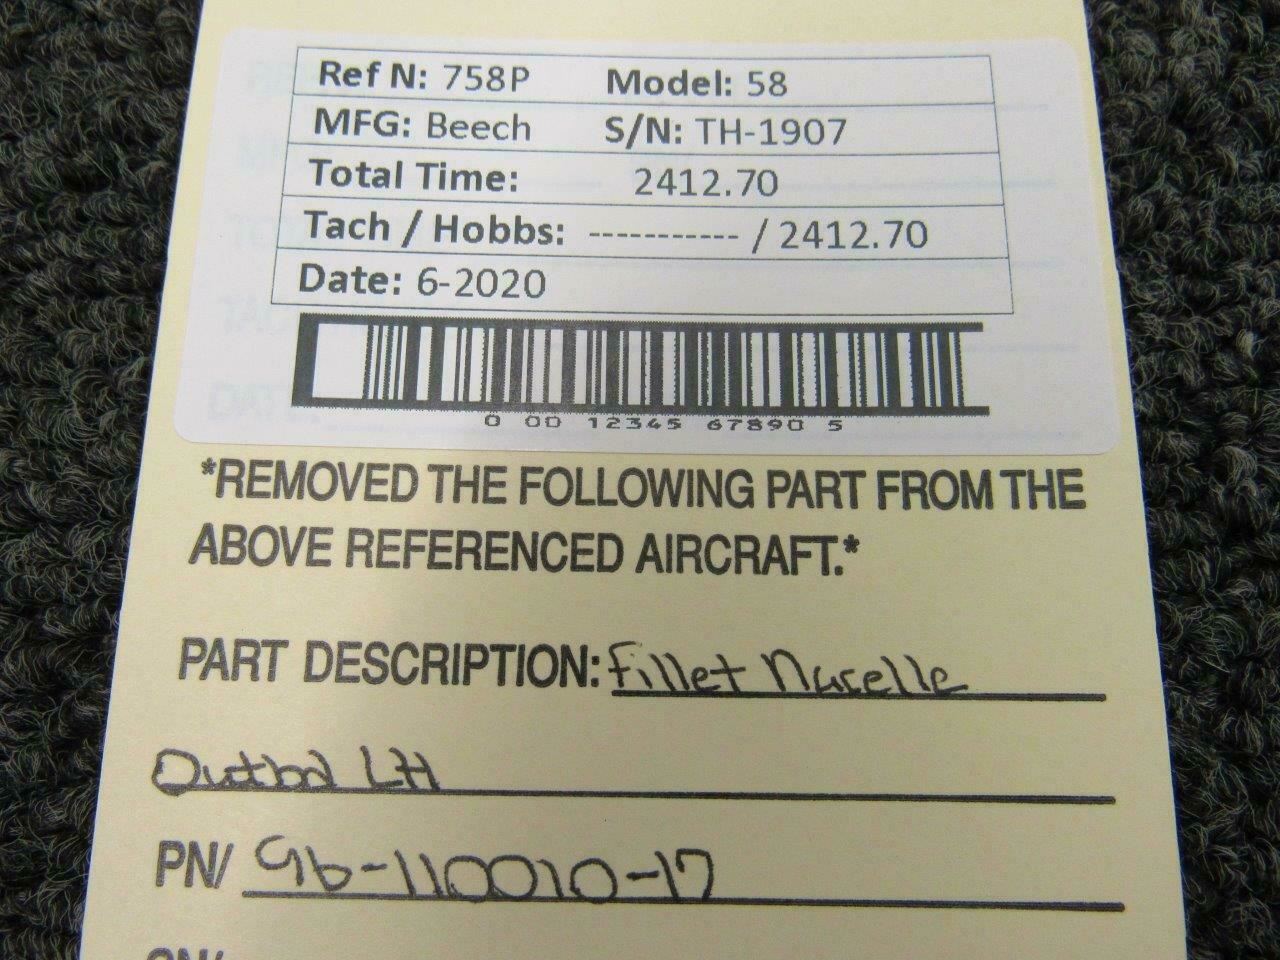 Ref N: 758P Model: 58
MFG: Beech S/N: TH-1907
Total Time: 2412.70
Tach / Hobbs: ----------- / 2412.70
Date: 6-2020
0 00 12345 67890 5
*REMOVED THE FOLLOWING PART FROM THE
ABOVE REFERENCED AIRCRAFT.*
PART DESCRIPTION: Fillet Nacelle
Outbd LH
PN/ 96-110010-17
SN/